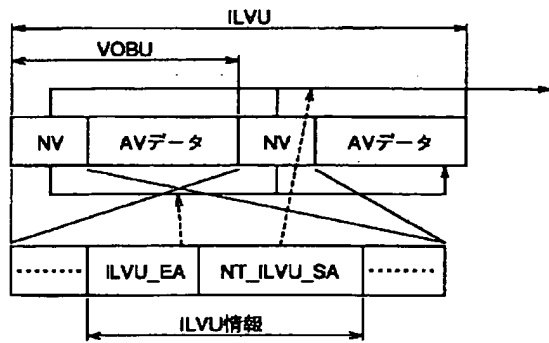 ILVU
VOBU
NV AVデータ NV AVデータ
ILVU_EA NT_ILVU_SA
ILVU情報